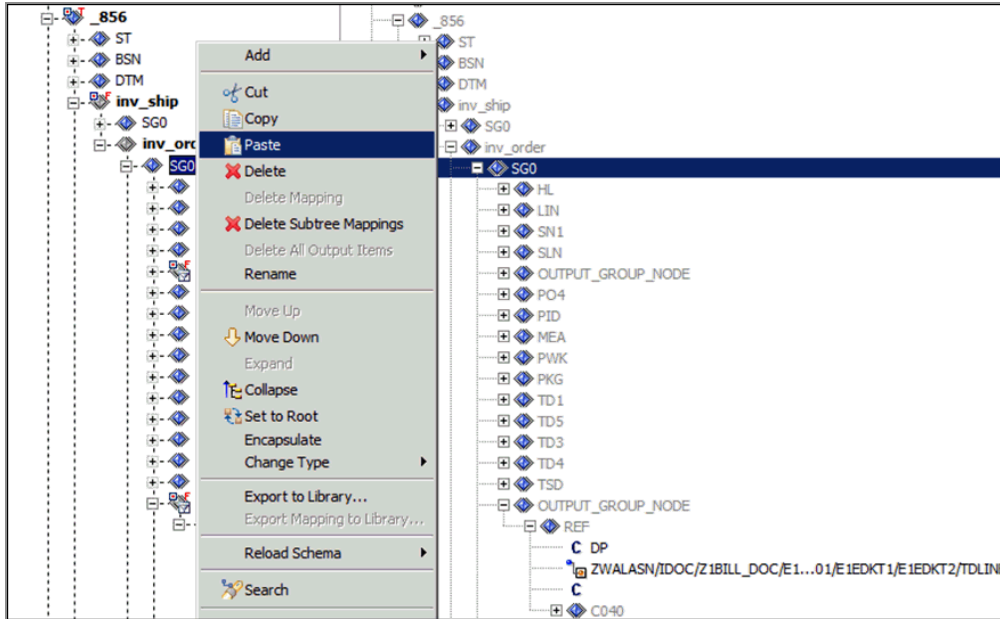 _856
ST
BSN
DTM
inv_ship
SG0
inv_orc
SG0
Add
Cut
Copy
Paste
Delete
Delete Mapping
Delete Subtree Mappings
Delete All Output Items
Rename
Move Up
Move Down
Expand
Collapse
Set to Root
Encapsulate
Change Type
Export to Library...
Export Mapping to Library...
Reload Schema
Search
_856
ST
BSN
DTM
inv_ship
SG0
inv_order
SG0
HL
LIN
SN1
SLN
OUTPUT_GROUP_NODE
PO4
PID
MEA
PWK
PKG
TD1
TD5
TD3
TD4
TSD
OUTPUT_GROUP_NODE
REF
C DP
ZWALASN/IDOC/Z1BILL_DOC/E1...01/E1EDKT1/E1EDKT2/TDLIN
C
C040